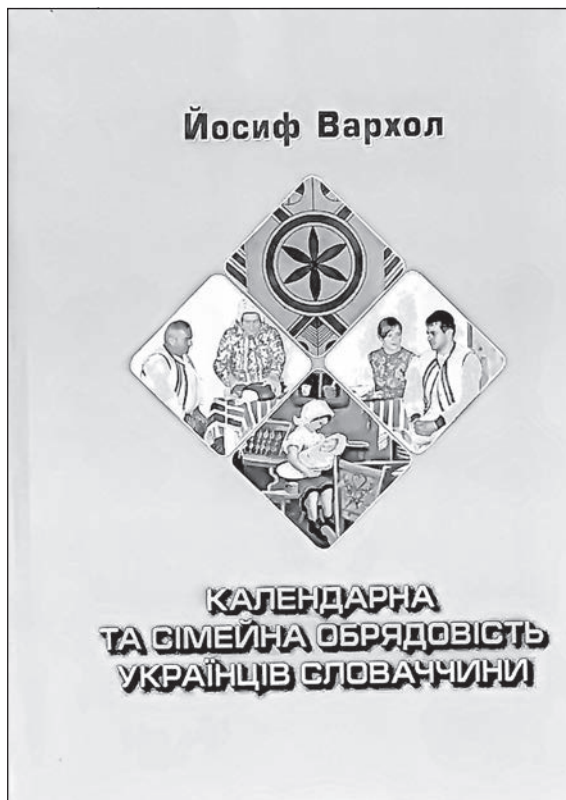 Йосиф Вархол
КАЛЕНДАРНА
ТА СІМЕЙНА ОБРЯДОВІСТЬ
УКРАЇНЦІВ СЛОВАЧЧИНИ